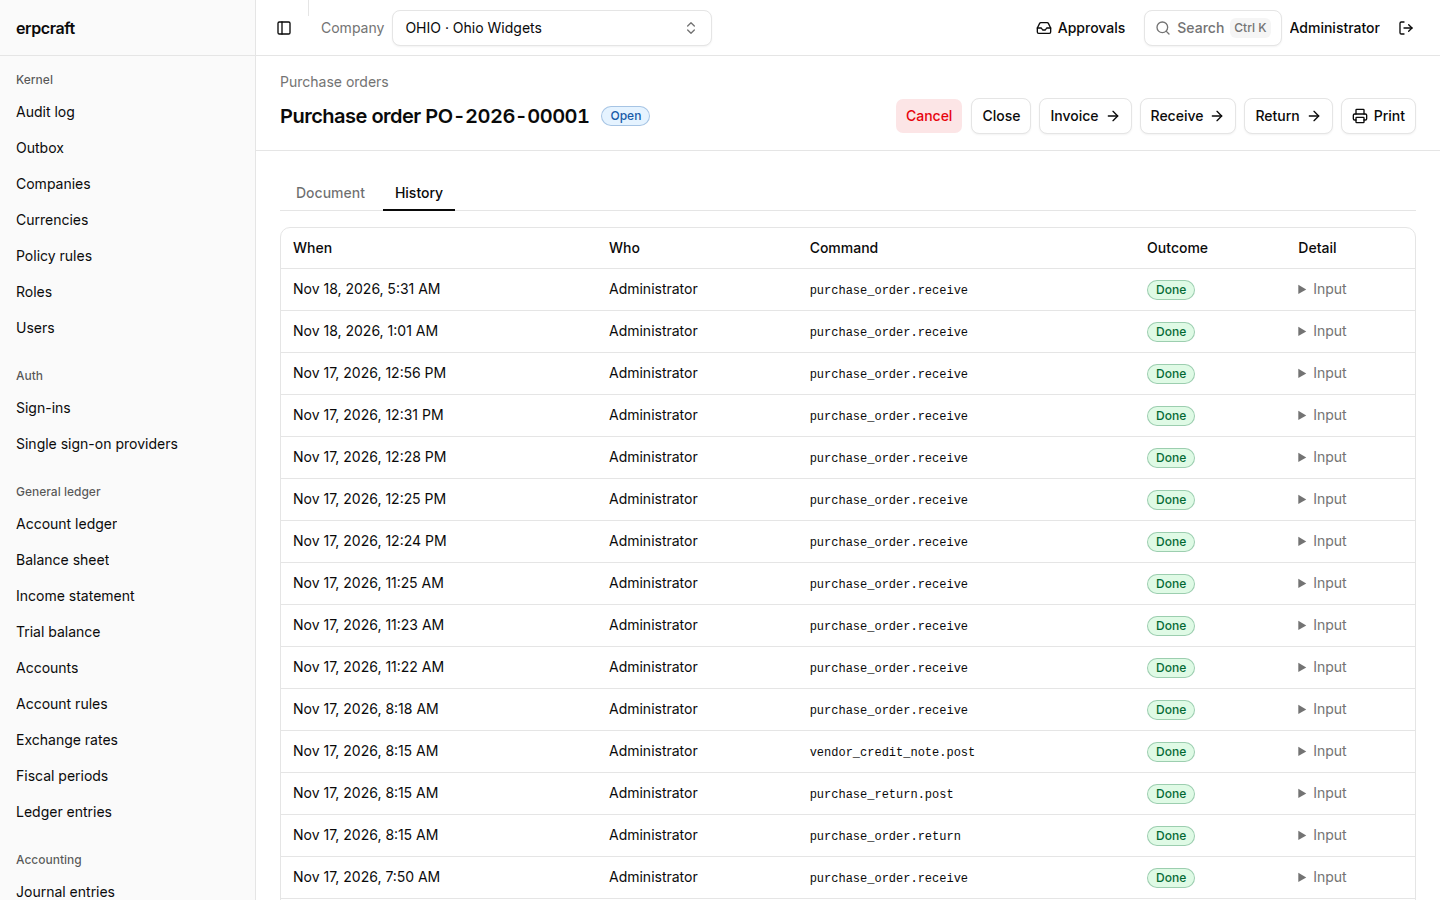 erpcraft
Company OHIO · Ohio Widgets Approvals Search Ctrl K Administrator
Kernel
Audit log
Outbox
Companies
Currencies
Policy rules
Roles
Users
Auth
Sign-ins
Single sign-on providers
General ledger
Account ledger
Balance sheet
Income statement
Trial balance
Accounts
Account rules
Exchange rates
Fiscal periods
Ledger entries
Accounting
Journal entries
Purchase orders
Purchase order PO-2026-00001 Open Cancel Close Invoice → Receive → Return → Print
Document History
When Who Command Outcome Detail
Nov 18, 2026, 5:31 AM Administrator purchase_order.receive Done Input
Nov 18, 2026, 1:01 AM Administrator purchase_order.receive Done Input
Nov 17, 2026, 12:56 PM Administrator purchase_order.receive Done Input
Nov 17, 2026, 12:31 PM Administrator purchase_order.receive Done Input
Nov 17, 2026, 12:28 PM Administrator purchase_order.receive Done Input
Nov 17, 2026, 12:25 PM Administrator purchase_order.receive Done Input
Nov 17, 2026, 12:24 PM Administrator purchase_order.receive Done Input
Nov 17, 2026, 11:25 AM Administrator purchase_order.receive Done Input
Nov 17, 2026, 11:23 AM Administrator purchase_order.receive Done Input
Nov 17, 2026, 11:22 AM Administrator purchase_order.receive Done Input
Nov 17, 2026, 8:18 AM Administrator purchase_order.receive Done Input
Nov 17, 2026, 8:15 AM Administrator vendor_credit_note.post Done Input
Nov 17, 2026, 8:15 AM Administrator purchase_return.post Done Input
Nov 17, 2026, 8:15 AM Administrator purchase_order.return Done Input
Nov 17, 2026, 7:50 AM Administrator purchase_order.receive Done Input